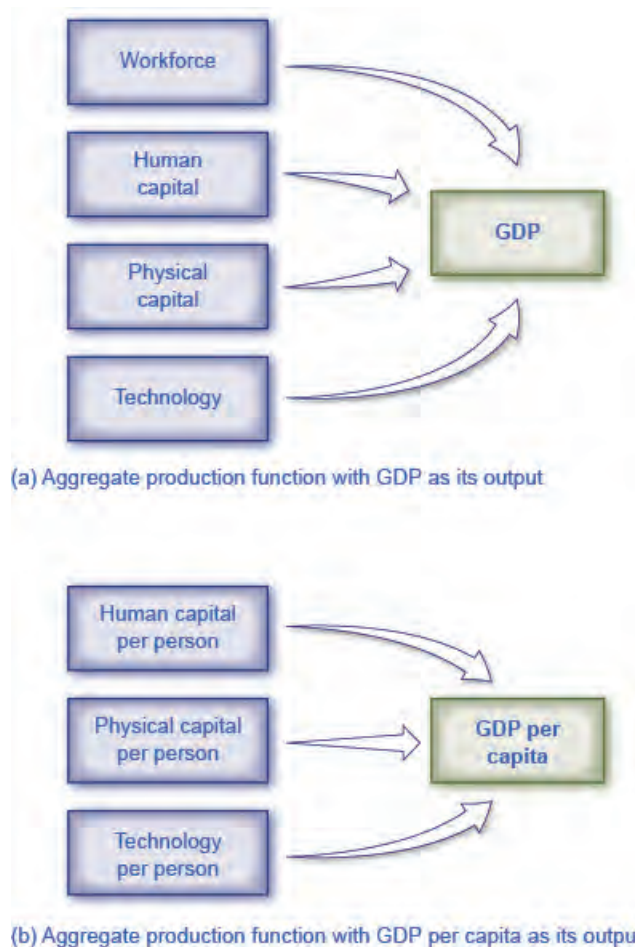 Workforce
Human
capital
GDP
Physical
capital
Technology
(a) Aggregate production function with GDP as its output
Human capital
per person
Physical capital
per person
GDP per
capita
Technology
per person
(b) Aggregate production function with GDP per capita as its outpu